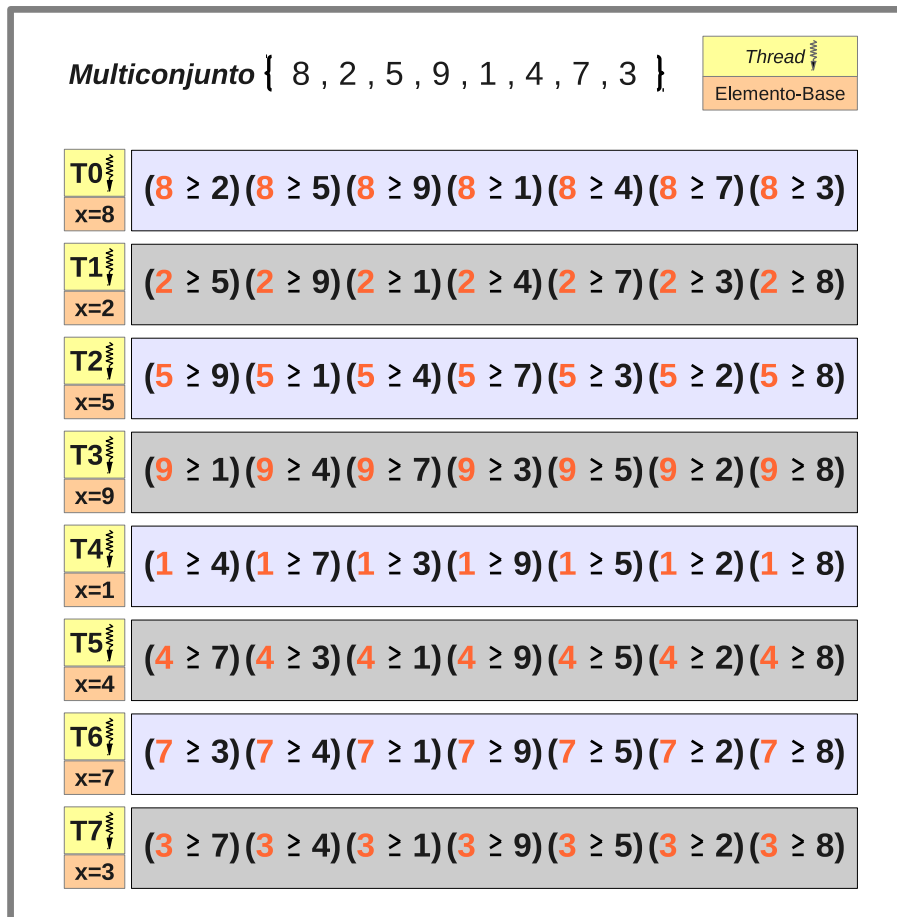 Multiconjunto { 8 , 2 , 5 , 9 , 1 , 4 , 7 , 3 }
Thread
Elemento-Base
T0
x=8
(8 ≥ 2) (8 ≥ 5) (8 ≥ 9) (8 ≥ 1) (8 ≥ 4) (8 ≥ 7) (8 ≥ 3)
T1
x=2
(2 ≥ 5) (2 ≥ 9) (2 ≥ 1) (2 ≥ 4) (2 ≥ 7) (2 ≥ 3) (2 ≥ 8)
T2
x=5
(5 ≥ 9) (5 ≥ 1) (5 ≥ 4) (5 ≥ 7) (5 ≥ 3) (5 ≥ 2) (5 ≥ 8)
T3
x=9
(9 ≥ 1) (9 ≥ 4) (9 ≥ 7) (9 ≥ 3) (9 ≥ 5) (9 ≥ 2) (9 ≥ 8)
T4
x=1
(1 ≥ 4) (1 ≥ 7) (1 ≥ 3) (1 ≥ 9) (1 ≥ 5) (1 ≥ 2) (1 ≥ 8)
T5
x=4
(4 ≥ 7) (4 ≥ 3) (4 ≥ 1) (4 ≥ 9) (4 ≥ 5) (4 ≥ 2) (4 ≥ 8)
T6
x=7
(7 ≥ 3) (7 ≥ 4) (7 ≥ 1) (7 ≥ 9) (7 ≥ 5) (7 ≥ 2) (7 ≥ 8)
T7
x=3
(3 ≥ 7) (3 ≥ 4) (3 ≥ 1) (3 ≥ 9) (3 ≥ 5) (3 ≥ 2) (3 ≥ 8)